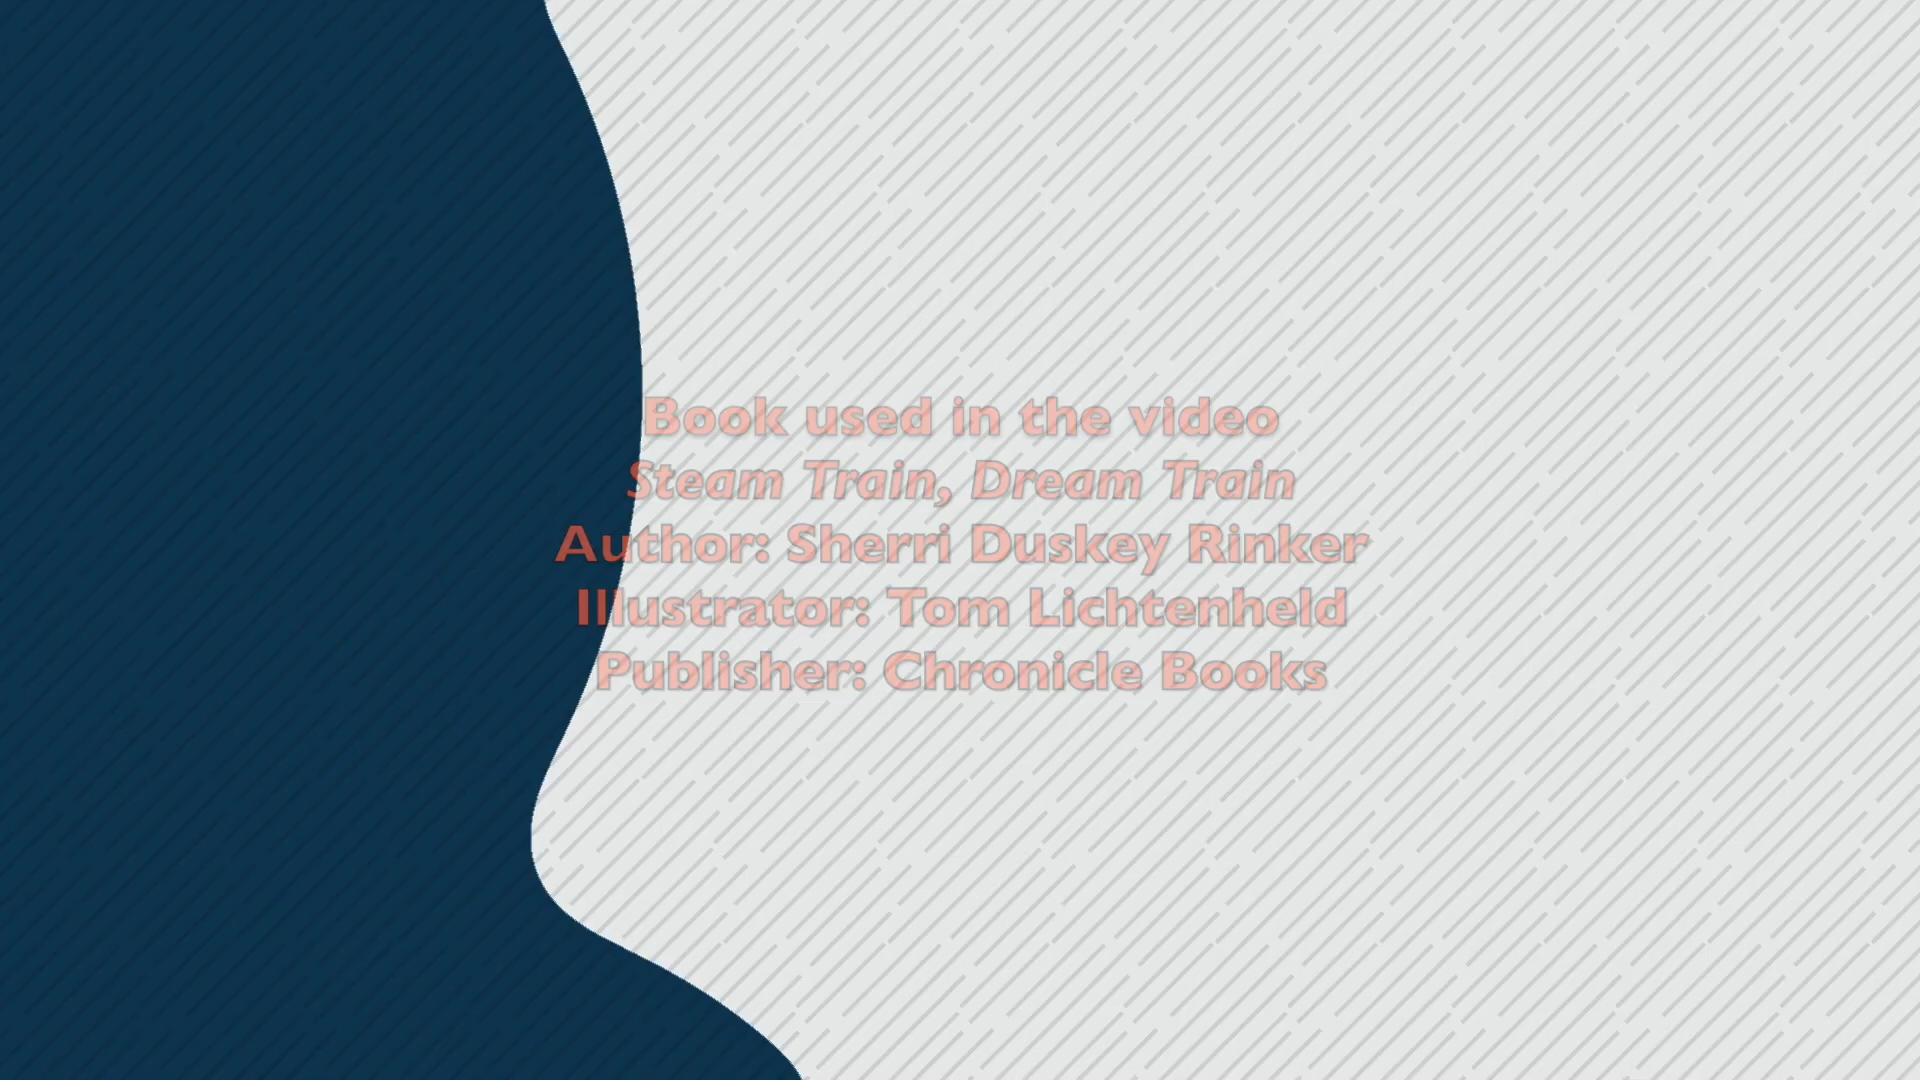 Book used in the video
Steam Train, Dream Train
Author: Sherri Duskey Rinker
Illustrator: Tom Lichtenheld
Publisher: Chronicle Books